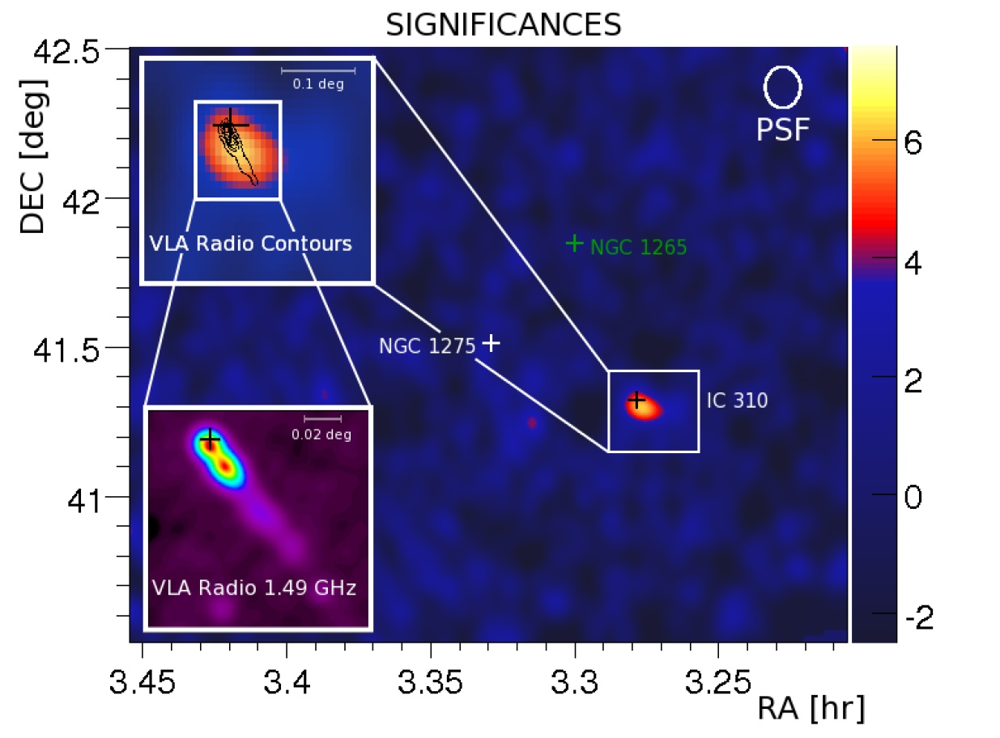 SIGNIFICANCES
42.5
42
41.5
41
DEC [deg]
0.1 deg
VLA Radio Contours
PSF
NGC 1265
NGC 1275
IC 310
0.02 deg
VLA Radio 1.49 GHz
6
4
2
0
-2
3.45
3.4
3.35
3.3
3.25
RA [hr]